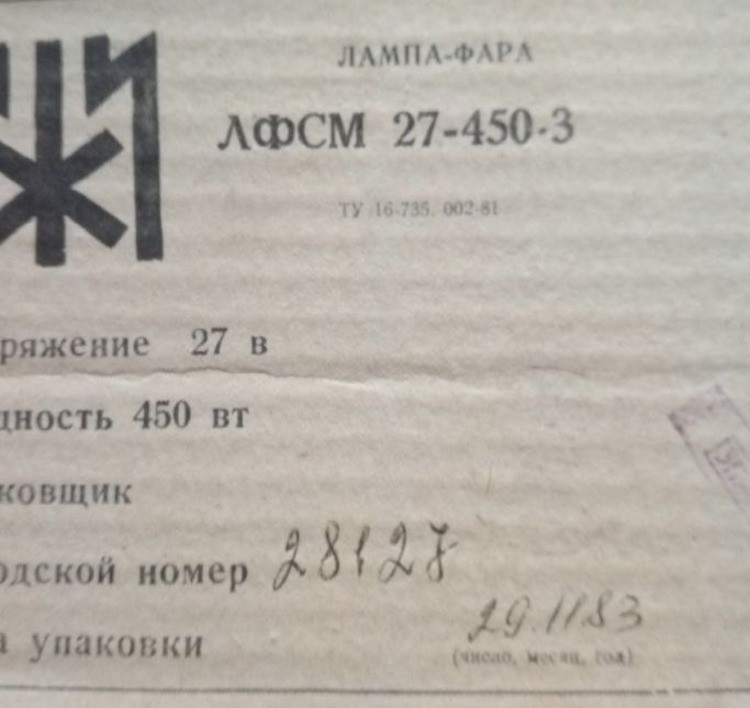 ЛАМПА-ФАРА
ЛФСМ 27-450-3
ТУ 16-735. 002-81
ряжение 27 в
щность 450 вт
ковщик
одской номер 28127
29.11 83
а упаковки
(число, месяц, год)